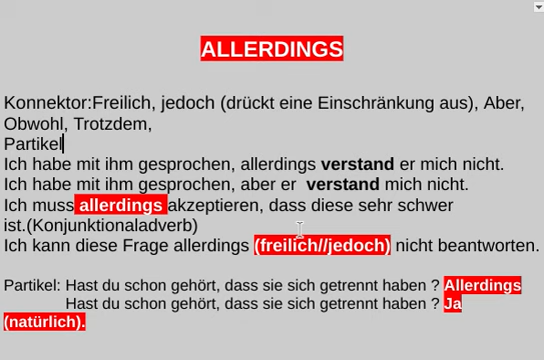 ALLERDINGS
Konnektor:Freilich, jedoch (drückt eine Einschränkung aus), Aber,
Obwohl, Trotzdem,
Partikel
Ich habe mit ihm gesprochen, allerdings verstand er mich nicht.
Ich habe mit ihm gesprochen, aber er verstand mich nicht.
Ich muss allerdings akzeptieren, dass diese sehr schwer
ist.(Konjunktionaladverb)
Ich kann diese Frage allerdings (freilich//jedoch) nicht beantworten.
Partikel: Hast du schon gehört, dass sie sich getrennt haben ? Allerdings
Hast du schon gehört, dass sie sich getrennt haben ? Ja
(natürlich).